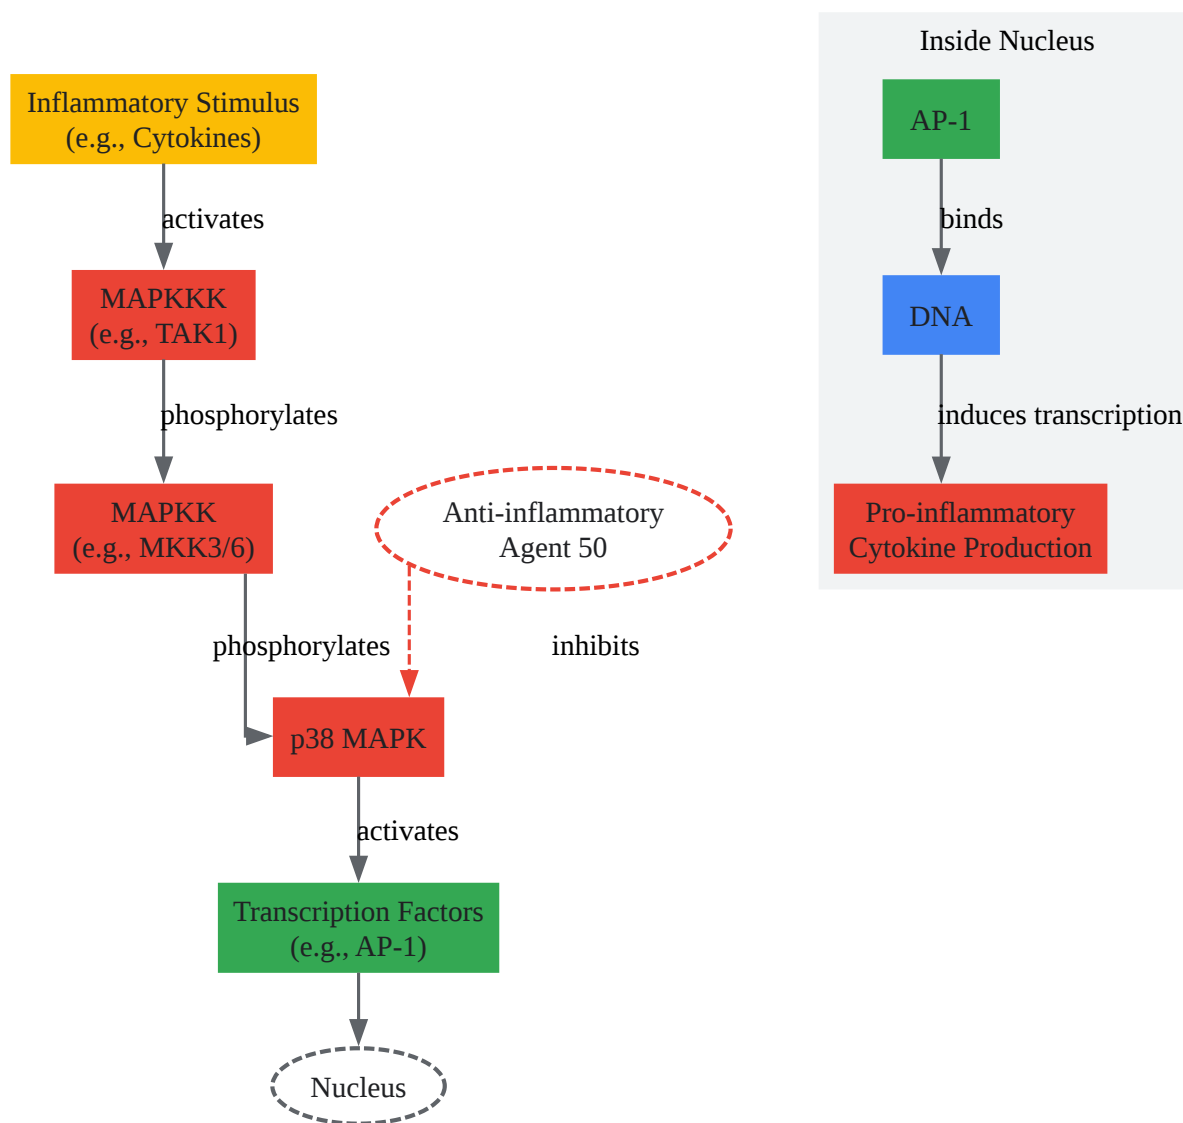 Inflammatory Stimulus
(e.g., Cytokines)
activates
MAPKKK
(e.g., TAK1)
phosphorylates
MAPKK
(e.g., MKK3/6)
Anti-inflammatory
Agent 50
phosphorylates
inhibits
p38 MAPK
activates
Transcription Factors
(e.g., AP-1)
Nucleus
Inside Nucleus
AP-1
binds
DNA
induces transcription
Pro-inflammatory
Cytokine Production